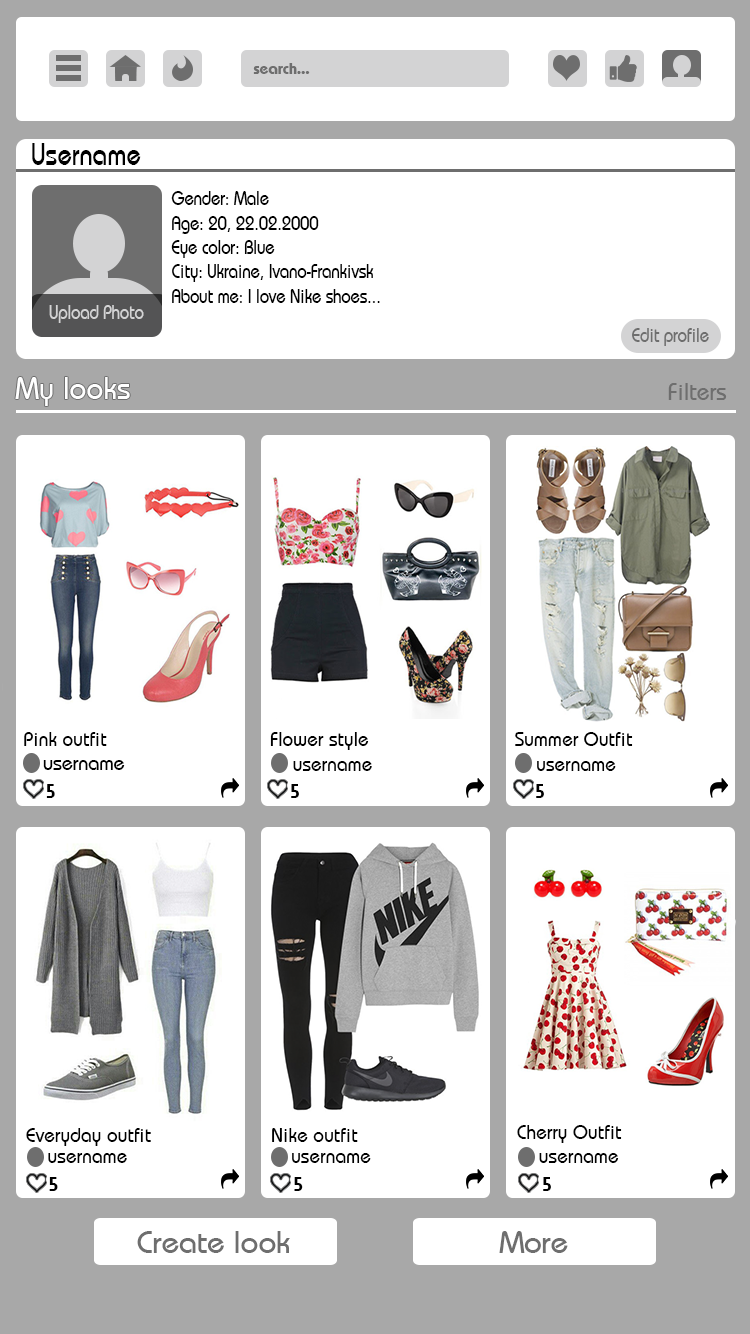 search...
Username
Gender: Male
Age: 20, 22.02.2000
Eye color: Blue
City: Ukraine, Ivano-Frankivsk
About me: I love Nike shoes...
Upload Photo
Edit profile
My looks
Filters
Pink outfit
username
5
Flower style
username
5
Summer Outfit
username
5
NIKE
Everyday outfit
username
5
Nike outfit
username
5
Cherry Outfit
username
5
Create look
More